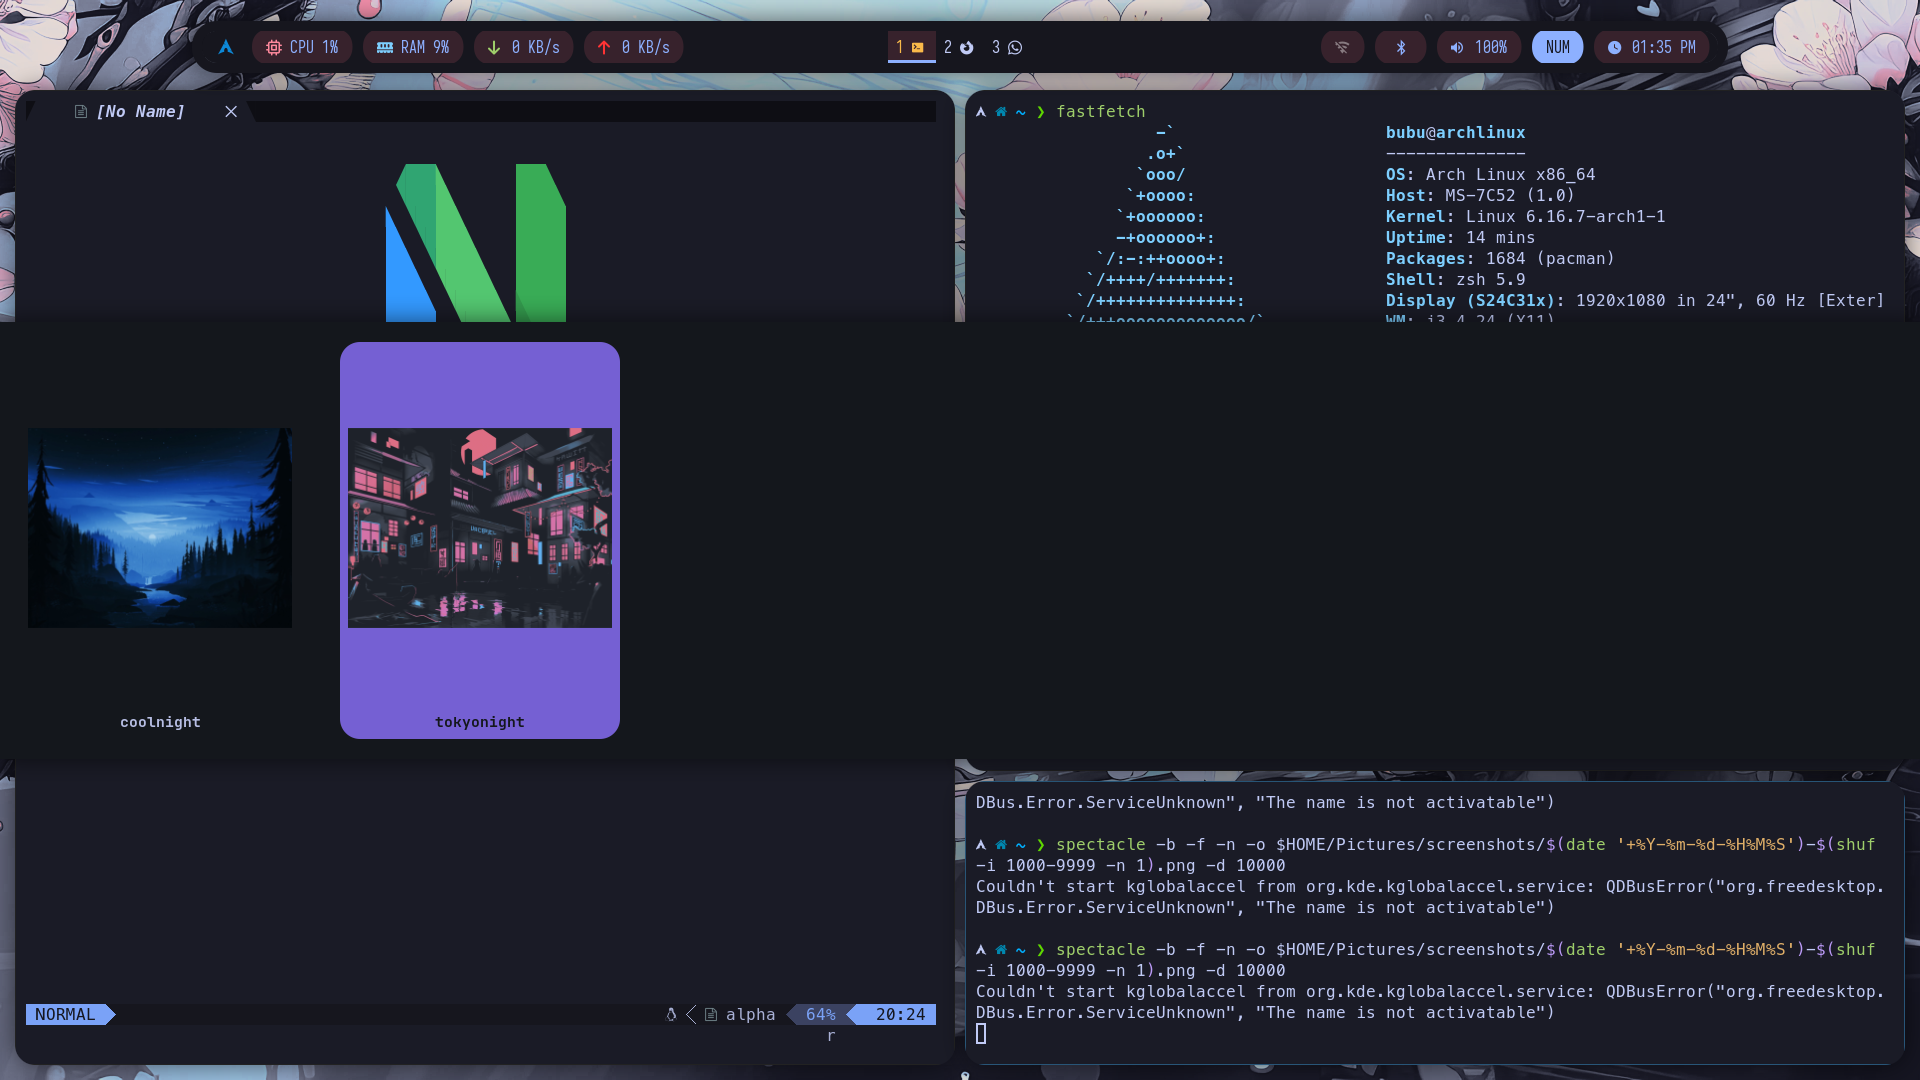 CPU 1% RAM 9% 0 KB/s 0 KB/s 1 2 3 100% NUM 01:35 PM
[No Name]
~ ❯ fastfetch
-`
.o+`
`ooo/
`+oooo:
`+oooooo:
-+oooooo+:
`/:-:++oooo+:
`/++++/+++++++:
`/++++++++++++++:
`/+++ooooooooooooo/`
bubu@archlinux
--------------
OS: Arch Linux x86_64
Host: MS-7C52 (1.0)
Kernel: Linux 6.16.7-arch1-1
Uptime: 14 mins
Packages: 1684 (pacman)
Shell: zsh 5.9
Display (S24C31x): 1920x1080 in 24", 60 Hz [Exter]
WM: i3 4.24 (X11)
coolnight
tokyonight
DBus.Error.ServiceUnknown", "The name is not activatable")
~ ❯ spectacle -b -f -n -o $HOME/Pictures/screenshots/$(date '+%Y-%m-%d-%H%M%S')-$(shuf
-i 1000-9999 -n 1).png -d 10000
Couldn't start kglobalaccel from org.kde.kglobalaccel.service: QDBusError("org.freedesktop.
DBus.Error.ServiceUnknown", "The name is not activatable")
~ ❯ spectacle -b -f -n -o $HOME/Pictures/screenshots/$(date '+%Y-%m-%d-%H%M%S')-$(shuf
-i 1000-9999 -n 1).png -d 10000
Couldn't start kglobalaccel from org.kde.kglobalaccel.service: QDBusError("org.freedesktop.
DBus.Error.ServiceUnknown", "The name is not activatable")
NORMAL alpha 64% 20:24
r